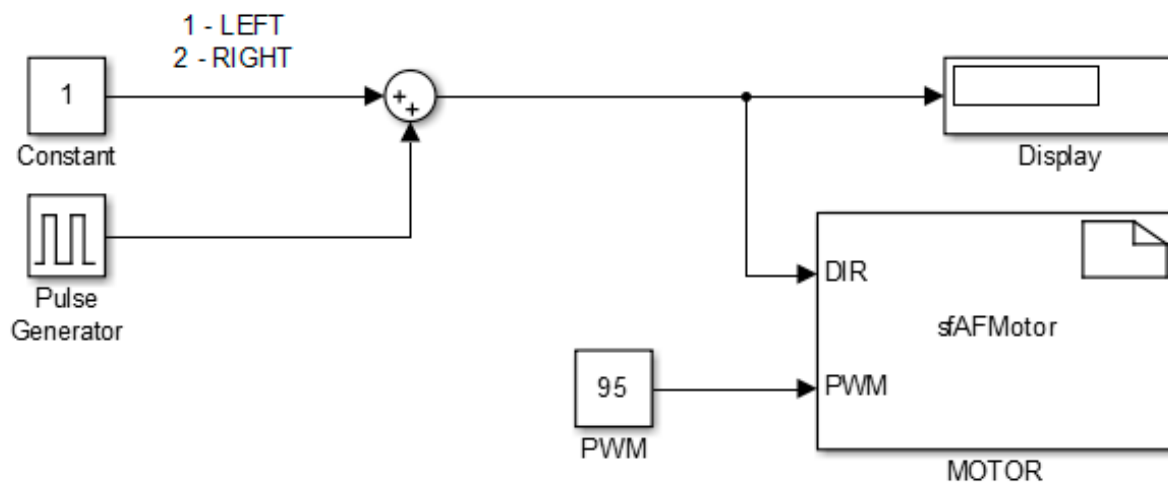 1 - LEFT
2 - RIGHT
1
+
+
Constant
Display
Pulse
Generator
DIR
sfAFMotor
95
PWM
PWM
MOTOR